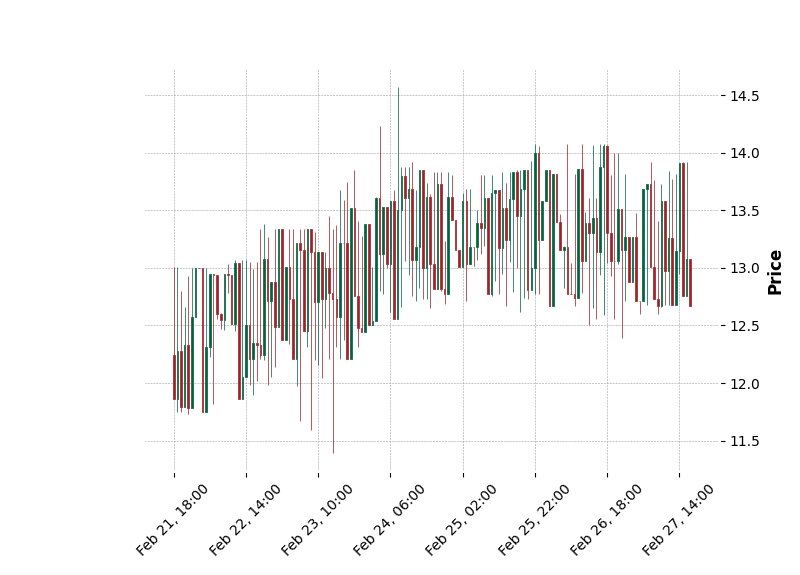 14.5
14.0
13.5
13.0
12.5
12.0
11.5
Price
Feb 21, 18:00
Feb 22, 14:00
Feb 23, 10:00
Feb 24, 06:00
Feb 25, 02:00
Feb 25, 22:00
Feb 26, 18:00
Feb 27, 14:00